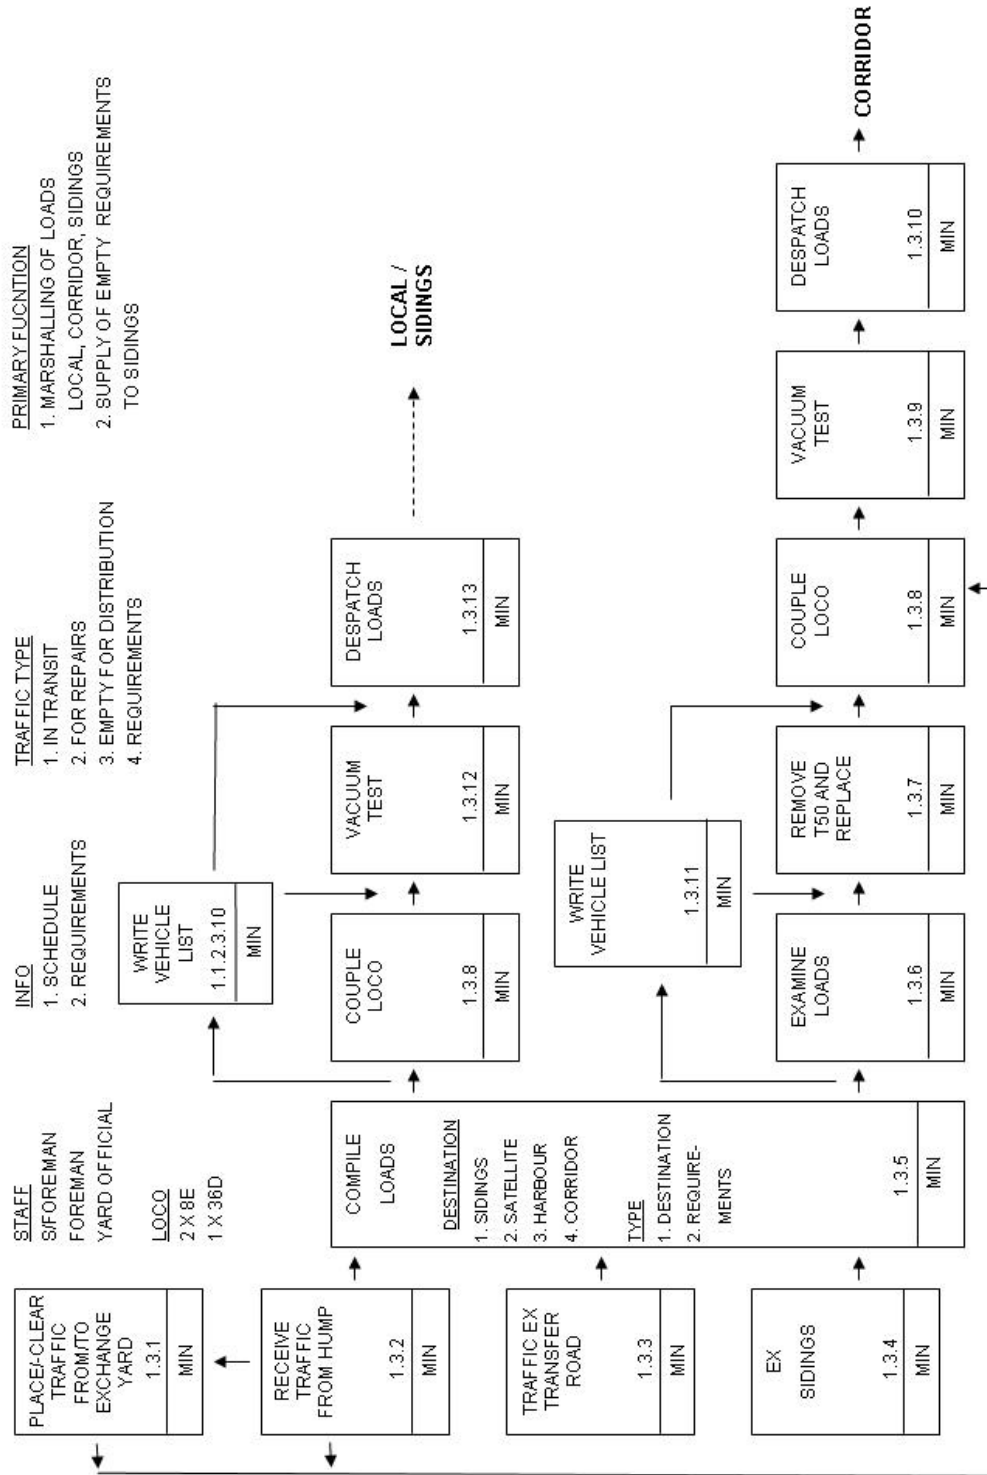 STAFF
S/FOREMAN
FOREMAN
YARD OFFICIAL
LOCO
2 X 8E
1 X 36D
INFO
1. SCHEDULE
2. REQUIREMENTS
TRAFFIC TYPE
1. IN TRANSIT
2. FOR REPAIRS
3. EMPTY FOR DISTRIBUTION
4. REQUIREMENTS
PRIMARY FUCNTION
1. MARSHALLING OF LOADS
LOCAL, CORRIDOR, SIDINGS
2. SUPPLY OF EMPTY REQUIREMENTS
TO SIDINGS
PLACE/-CLEAR
TRAFFIC
FROM/TO
EXCHANGE
YARD
1.3.1
MIN
RECEIVE
TRAFFIC
FROM HUMP
1.3.2
MIN
TRAFFIC EX
TRANSFER
ROAD
1.3.3
MIN
EX
SIDINGS
1.3.4
MIN
COMPILE
LOADS
DESTINATION
1. SIDINGS
2. SATELLITE
3. HARBOUR
4. CORRIDOR
TYPE
1. DESTINATION
2. REQUIRE-
MENTS
1.3.5
MIN
WRITE
VEHICLE
LIST
1.1.2.3.10
MIN
COUPLE
LOCO
1.3.8
MIN
VACUUM
TEST
1.3.12
MIN
DESPATCH
LOADS
1.3.13
MIN
LOCAL /
SIDINGS
WRITE
VEHICLE LIST
1.3.11
MIN
EXAMINE
LOADS
1.3.6
MIN
REMOVE
T50 AND
REPLACE
1.3.7
MIN
COUPLE
LOCO
1.3.8
MIN
VACUUM
TEST
1.3.9
MIN
DESPATCH
LOADS
1.3.10
MIN
CORRIDOR